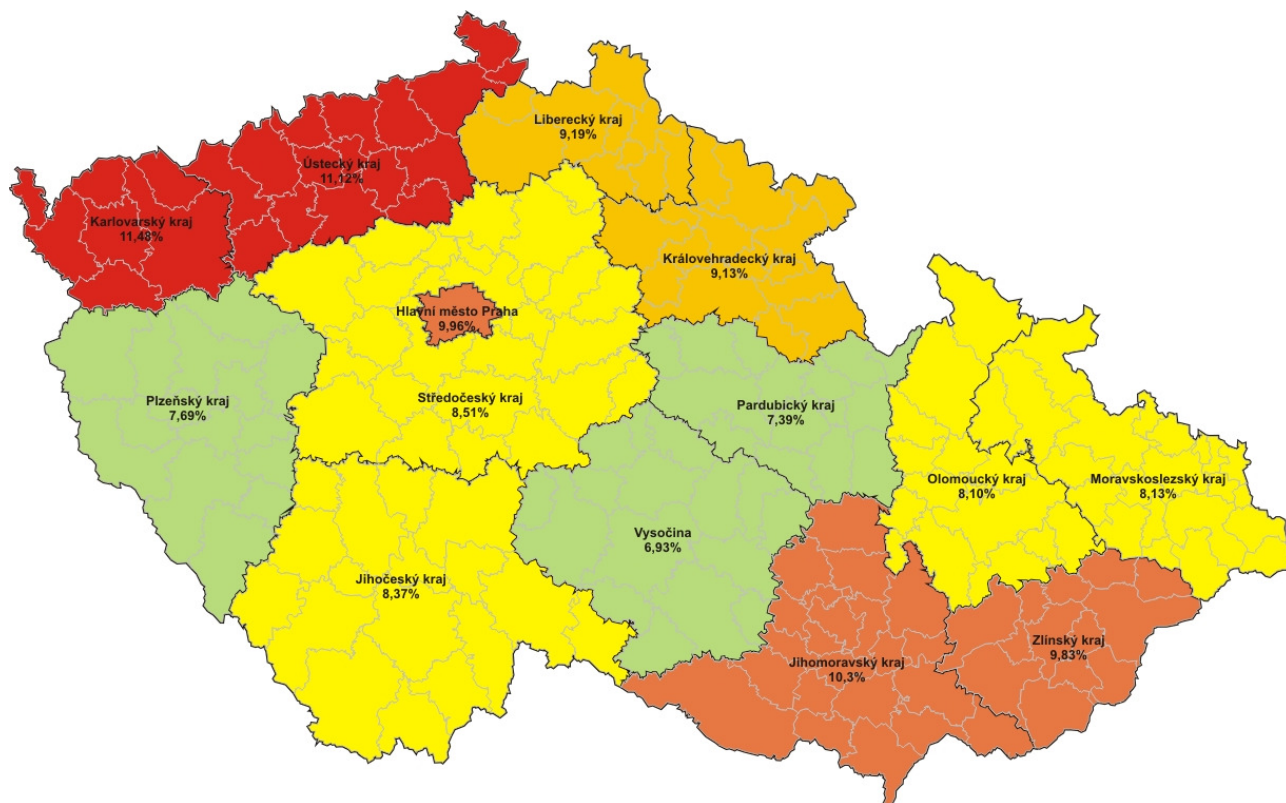 Liberecký kraj
9,19%
Ústecký kraj
11,12%
Karlovarský kraj
11,48%
Královehradecký kraj
9,13%
Hlavní město Praha
9,96%
Středočeský kraj
8,51%
Plzeňský kraj
7,69%
Pardubický kraj
7,39%
Olomoucký kraj
8,10%
Moravskoslezský kraj
8,13%
Vysočina
6,93%
Jihočeský kraj
8,37%
Zlínský kraj
9,83%
Jihomoravský kraj
10,3%